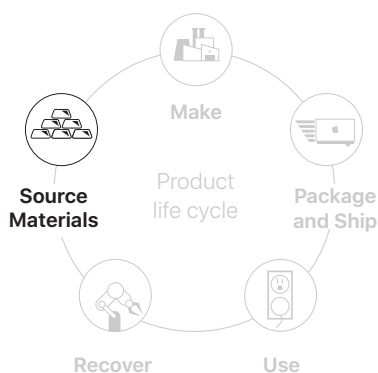 Make
Source
Materials
Product
life cycle
Package
and Ship
Recover
Use